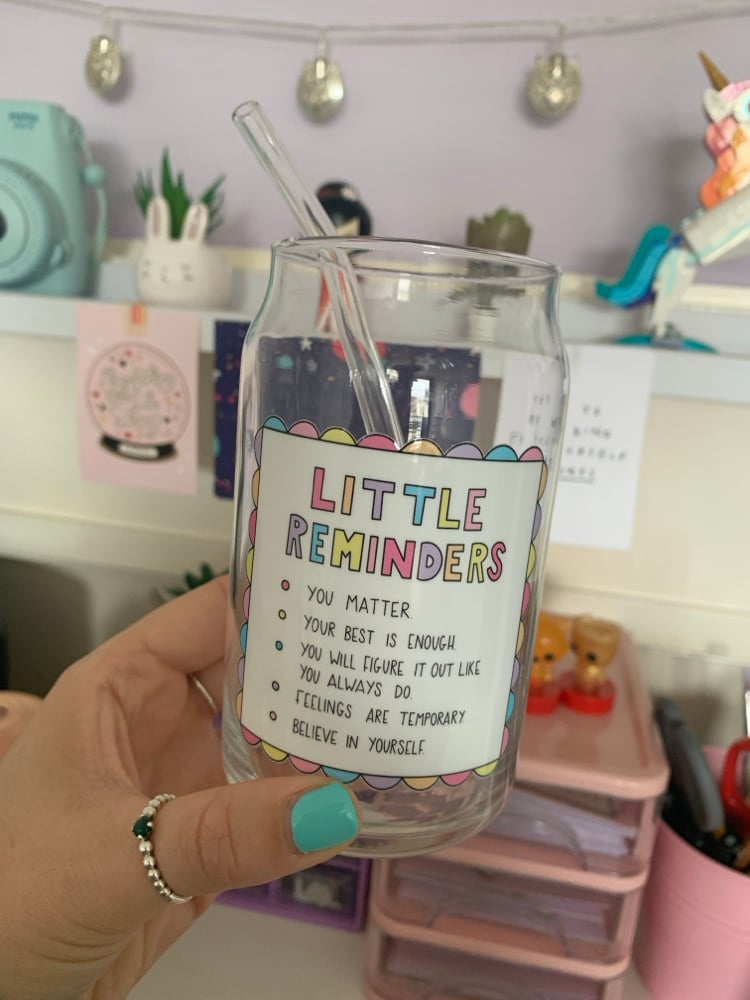 LITTLE
REMINDERS
YOU MATTER.
YOUR BEST IS ENOUGH.
YOU WILL FIGURE IT OUT LIKE
YOU ALWAYS DO.
FEELINGS ARE TEMPORARY.
BELIEVE IN YOURSELF.